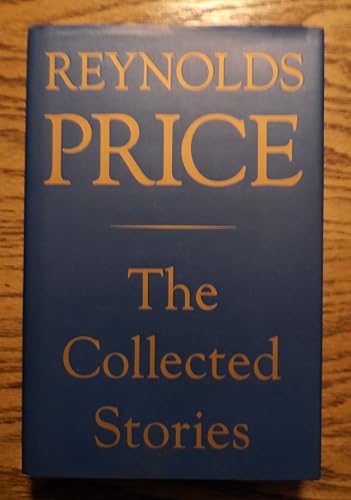 REYNOLDS
PRICE
The
Collected
Stories